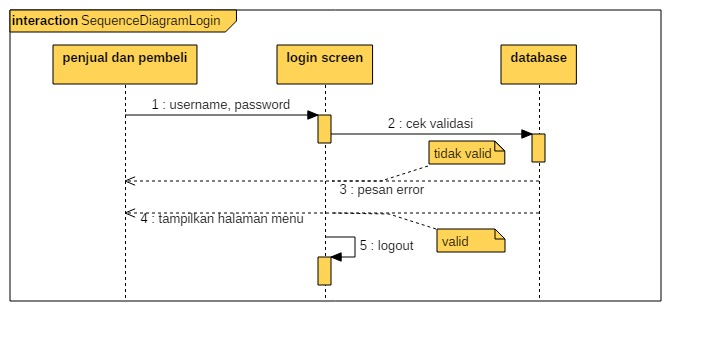 interaction SequenceDiagramLogin
penjual dan pembeli
login screen
database
1 : username, password
2 : cek validasi
tidak valid
3 : pesan error
4 : tampilkan halaman menu
valid
5 : logout